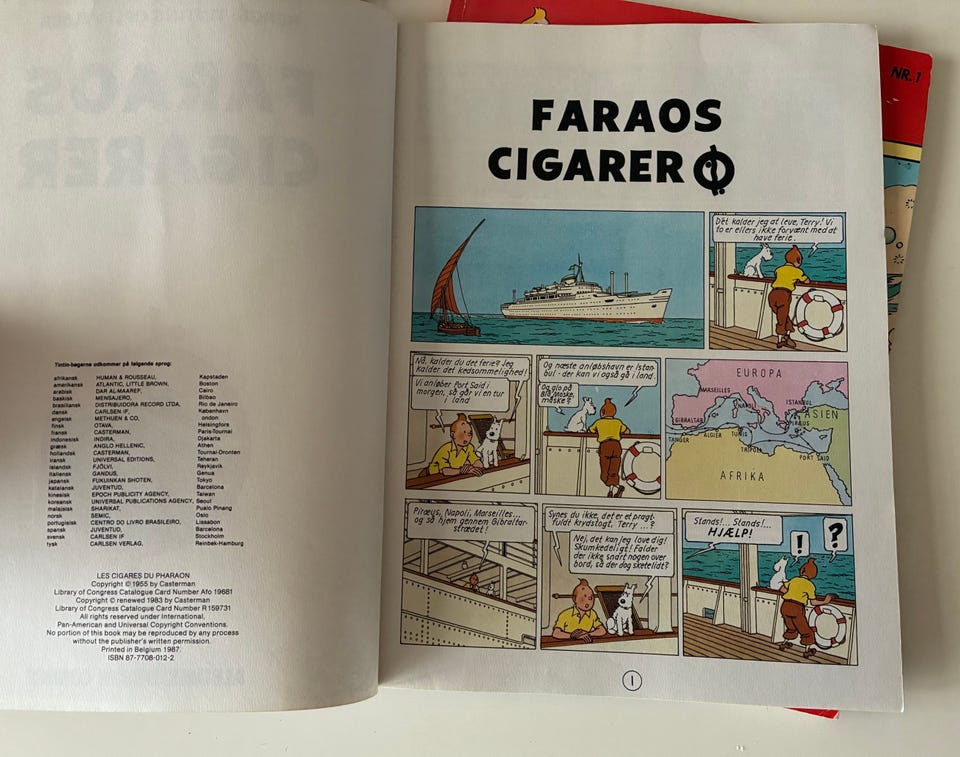 Tintin-bøgerne udkommer på følgende sprog:
afrikansk HUMAN & ROUSSEAU, Kapstaden
amerikansk ATLANTIC, LITTLE BROWN, Boston
arabisk DAR AL-MAAREF, Cairo
baskisk MENSAJERO, Bilbao
brasiliansk DISTRIBUIDORA RECORD LTDA, Rio de Janeiro
dansk CARLSEN IF, København
engelsk METHUEN & CO, ondon
finsk OTAVA, Helsingfors
fransk CASTERMAN, Paris-Tournai
indonesisk INDIRA, Djakarta
græsk ANGLO HELLENIC, Athen
hollandsk CASTERMAN, Tournai-Dronten
iransk UNIVERSAL EDITIONS, Teheran
islandsk FJÖLVI, Reykjavik
italiensk GANDUS, Genua
japansk FUKUINKAN SHOTEN, Tokyo
katalansk JUVENTUD, Barcelona
kinesisk EPOCH PUBLICITY AGENCY, Taiwan
koreansk UNIVERSAL PUBLICATIONS AGENCY, Seoul
malajisk SHARIKAT, Pualo Pinang
norsk SEMIC, Oslo
portugisisk CENTRO DO LIVRO BRASILEIRO, Lissabon
spansk JUVENTUD, Barcelona
svensk CARLSEN IF Stockholm
tysk CARLSEN VERLAG, Reinbek-Hamburg
LES CIGARES DU PHARAON
Copyright © 1955 by Casterman
Library of Congress Catalogue Card Number Afo 19681
Copyright © renewed 1983 by Casterman
Library of Congress Catalogue Card Number R 159731
All rights reserved under International,
Pan-American and Universal Copyright Conventions.
No portion of this book may be reproduced by any process
without the publisher's written permission.
Printed in Belgium 1987.
ISBN 87-7708-012-2
NR. 1
FARAOS
CIGARER
Det kalder jeg at leve, Terry! Vi
to er ellers ikke forvænt med at
have ferie.
Nå, kalder du det ferie? Jeg
kalder det kedsommelighed!
Vi anløber Port Said i
morgen, så gør vi en tur
i land
Og næste anløbshavn er Istan-
bul - der kan vi også gå i land.
Og glo på
Blå Moské,
måske?
EUROPA
MARSEILLES
NAPOLI
ISTANBUL
ASIEN
GIBRALTAR
PIRÆUS
TANGER
ALGIER
TUNIS
TRIPOLI
PORT SAID
AFRIKA
Piræus, Napoli, Marseilles...
og så hjem gennem Gibraltar-
strædet!
Synes du ikke, det er et pragt-
fuldt krydstogt, Terry ...?
Nej, det kan jeg love dig!
Skumkedeligt! Falder
der ikke snart nogen over
bord, så der dog sket lidt?
Stands!... Stands!...
HJÆLP!
!
?
1